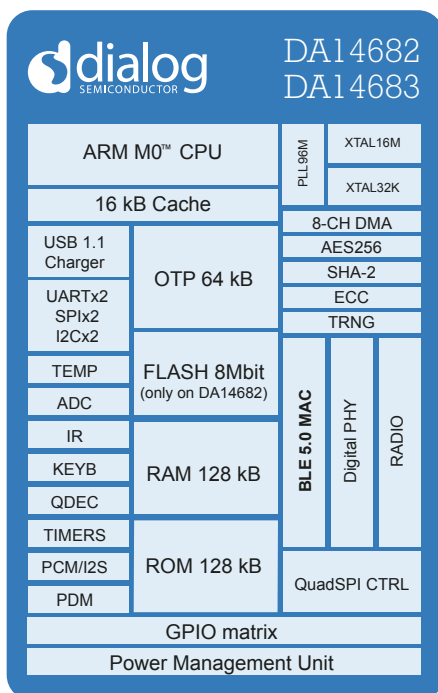 dialog
SEMICONDUCTOR
DA14682
DA14683
ARM M0™ CPU
16 kB Cache
PLL96M
XTAL16M
XTAL32K
8-CH DMA
AES256
SHA-2
ECC
TRNG
USB 1.1
Charger
UARTx2
SPIx2
I2Cx2
TEMP
ADC
IR
KEYB
QDEC
TIMERS
PCM/I2S
PDM
OTP 64 kB
FLASH 8Mbit
(only on DA14682)
RAM 128 kB
ROM 128 kB
BLE 5.0 MAC
Digital PHY
RADIO
QuadSPI CTRL
GPIO matrix
Power Management Unit